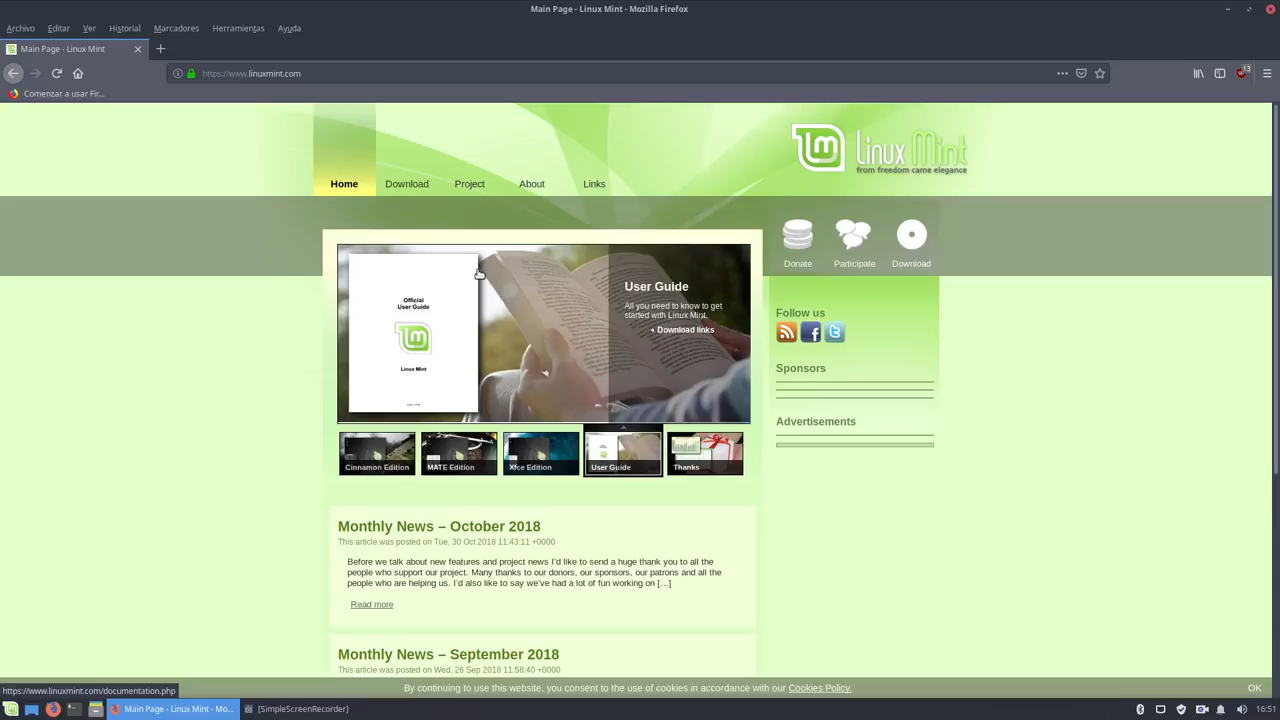 Main Page - Linux Mint - Mozilla Firefox
Archivo Editar Ver Historial Marcadores Herramientas Ayuda
Main Page - Linux Mint
https://www.linuxmint.com
13
Comenzar a usar Fir...
Linux Mint
from freedom came elegance
Home Download Project About Links
Donate Participate Download
Official
User Guide
Linux Mint
User Guide
All you need to know to get
started with Linux Mint.
Download links
Cinnamon Edition MATE Edition Xfce Edition User Guide Thanks
Follow us
Sponsors
Advertisements
Monthly News – October 2018
This article was posted on Tue, 30 Oct 2018 11:43:11 +0000
Before we talk about new features and project news I'd like to send a huge thank you to all the
people who support our project. Many thanks to our donors, our sponsors, our patrons and all the
people who are helping us. I'd also like to say we've had a lot of fun working on […]
Read more
Monthly News – September 2018
This article was posted on Wed, 26 Sep 2018 11:58:40 +0000
https://www.linuxmint.com/documentation.php
By continuing to use this website, you consent to the use of cookies in accordance with our Cookies Policy.
OK
Main Page - Linux Mint - Mo...
[SimpleScreenRecorder]
16:51